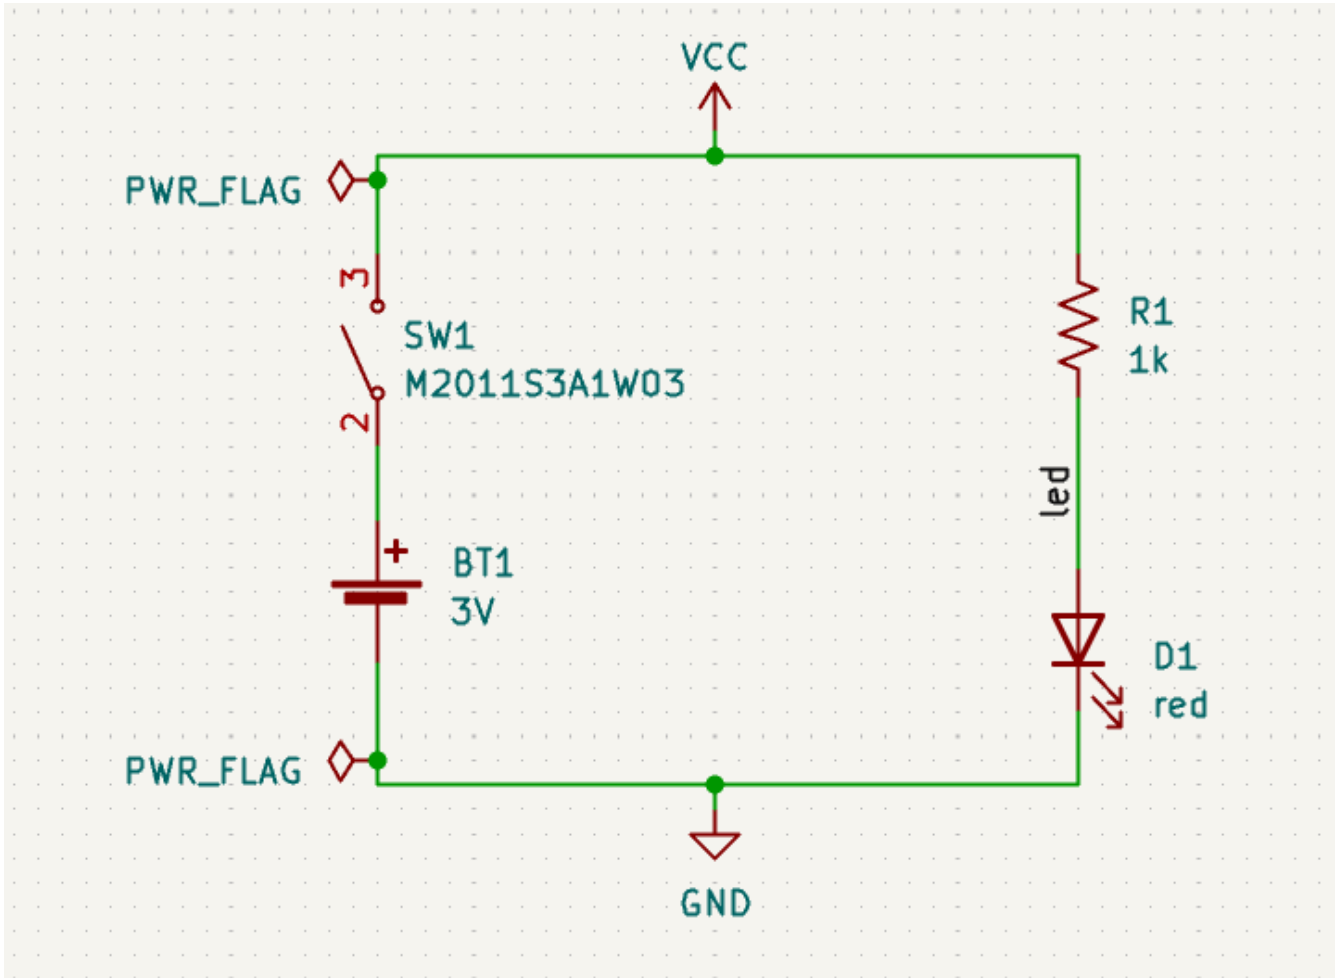 VCC
PWR_FLAG
3
SW1
M2011S3A1W03
2
R1
1k
led
+
BT1
3V
D1
red
PWR_FLAG
GND